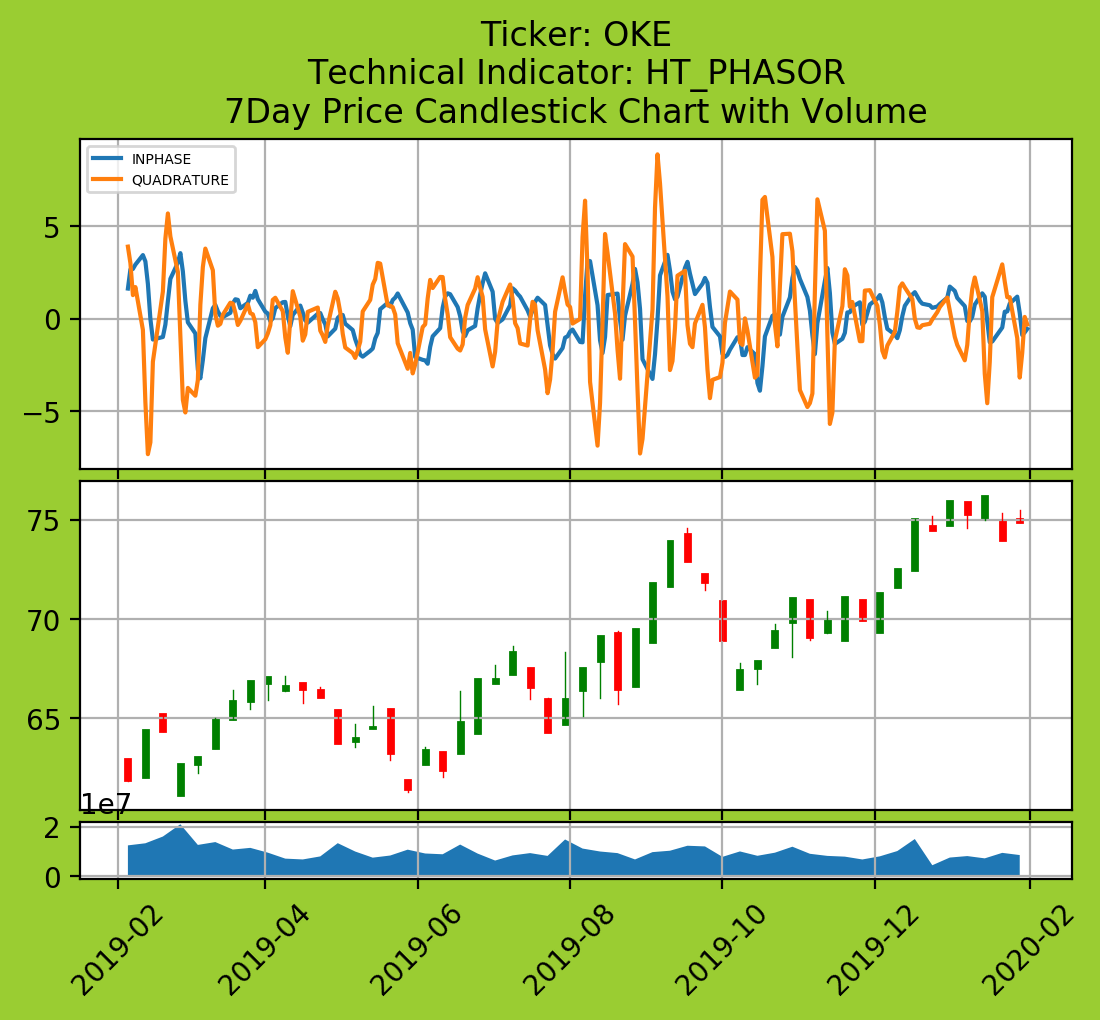 Ticker: OKE
Technical Indicator: HT_PHASOR
7Day Price Candlestick Chart with Volume
INPHASE
QUADRATURE
5
0
−5
75
70
65
1e7
2
0
2019-02
2019-04
2019-06
2019-08
2019-10
2019-12
2020-02